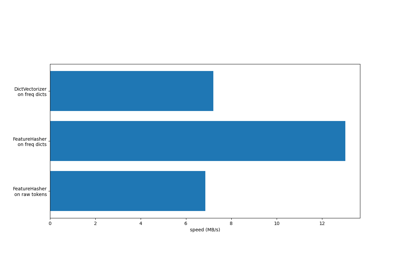 DictVectorizer
on freq dicts
FeatureHasher
on freq dicts
FeatureHasher
on raw tokens
0 2 4 6 8 10 12
speed (MB/s)